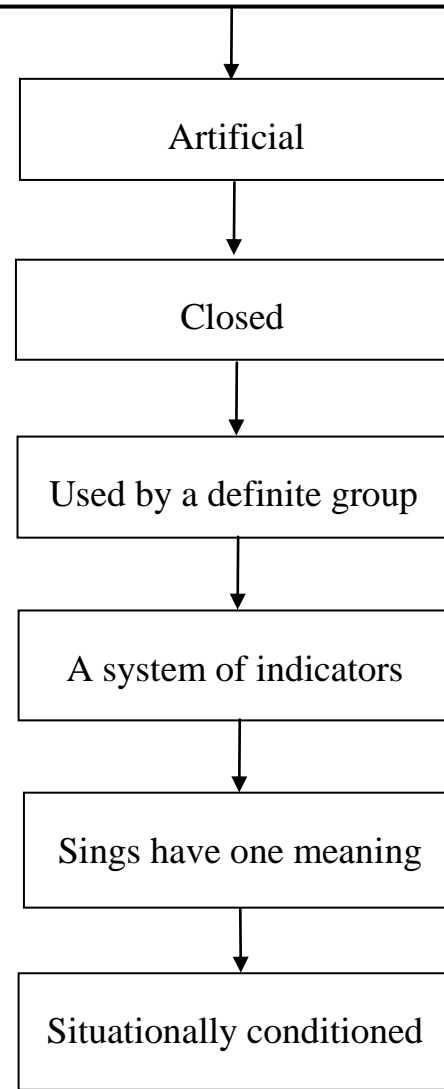 Artificial
Closed
Used by a definite group
A system of indicators
Sings have one meaning
Situationally conditioned